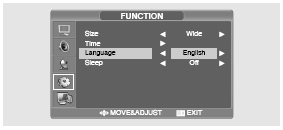 FUNCTION
Size Wide
Time
Language English
Sleep Off
MOVE&ADJUST EXIT